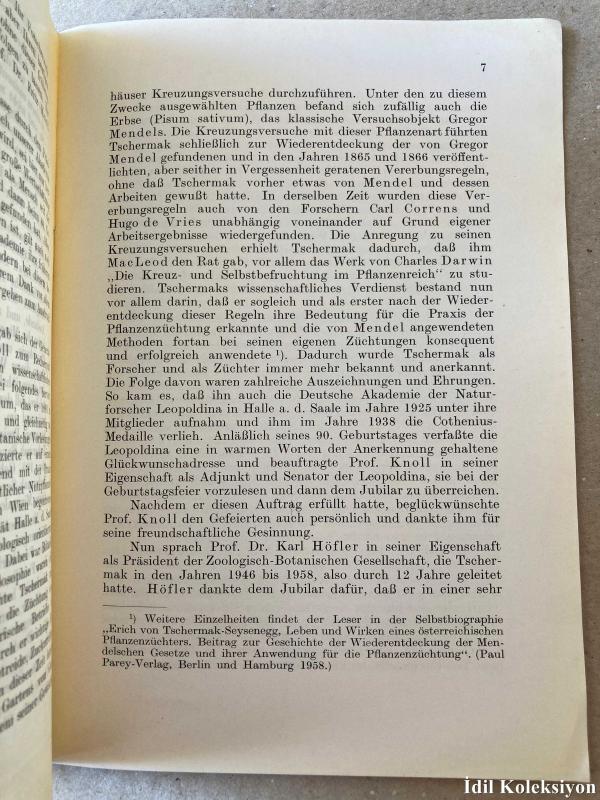 7
häuser Kreuzungsversuche durchzuführen. Unter den zu diesem
Zwecke ausgewählten Pflanzen befand sich zufällig auch die
Erbse (Pisum sativum), das klassische Versuchsobjekt Gregor
Mendels. Die Kreuzungsversuche mit dieser Pflanzenart führten
Tschermak schließlich zur Wiederentdeckung der von Gregor
Mendel gefundenen und in den Jahren 1865 und 1866 veröffent-
lichten, aber seither in Vergessenheit geratenen Vererbungsregeln,
ohne daß Tschermak vorher etwas von Mendel und dessen
Arbeiten gewußt hatte. In derselben Zeit wurden diese Ver-
erbungsregeln auch von den Forschern Carl Correns und
Hugo de Vries unabhängig voneinander auf Grund eigener
Arbeitsergebnisse wiedergefunden. Die Anregung zu seinen
Kreuzungsversuchen erhielt Tschermak dadurch, daß ihm
MacLeod den Rat gab, vor allem das Werk von Charles Darwin
„Die Kreuz- und Selbstbefruchtung im Pflanzenreich“ zu stu-
dieren. Tschermaks wissenschaftliches Verdienst bestand nun
vor allem darin, daß er sogleich und als erster nach der Wieder-
entdeckung dieser Regeln ihre Bedeutung für die Praxis der
Pflanzenzüchtung erkannte und die von Mendel angewendeten
Methoden fortan bei seinen eigenen Züchtungen konsequent
und erfolgreich anwendete ¹). Dadurch wurde Tschermak als
Forscher und als Züchter immer mehr bekannt und anerkannt.
Die Folge davon waren zahlreiche Auszeichnungen und Ehrungen.
So kam es, daß ihn auch die Deutsche Akademie der Natur-
forscher Leopoldina in Halle a. d. Saale im Jahre 1925 unter ihre
Mitglieder aufnahm und ihm im Jahre 1938 die Cothenius-
Medaille verlieh. Anläßlich seines 90. Geburtstages verfaßte die
Leopoldina eine in warmen Worten der Anerkennung gehaltene
Glückwunschadresse und beauftragte Prof. Knoll in seiner
Eigenschaft als Adjunkt und Senator der Leopoldina, sie bei der
Geburtstagsfeier vorzulesen und dann dem Jubilar zu überreichen.
Nachdem er diesen Auftrag erfüllt hatte, beglückwünschte
Prof. Knoll den Gefeierten auch persönlich und dankte ihm für
seine freundschaftliche Gesinnung.
Nun sprach Prof. Dr. Karl Höfler in seiner Eigenschaft
als Präsident der Zoologisch-Botanischen Gesellschaft, die Tscher-
mak in den Jahren 1946 bis 1958, also durch 12 Jahre geleitet
hatte. Höfler dankte dem Jubilar dafür, daß er in einer sehr
¹) Weitere Einzelheiten findet der Leser in der Selbstbiographie
„Erich von Tschermak-Seysenegg, Leben und Wirken eines österreichischen
Pflanzenzüchters. Beitrag zur Geschichte der Wiederentdeckung der Men-
delschen Gesetze und ihrer Anwendung für die Pflanzenzüchtung“. (Paul
Parey-Verlag, Berlin und Hamburg 1958.)
İdil Koleksiyon